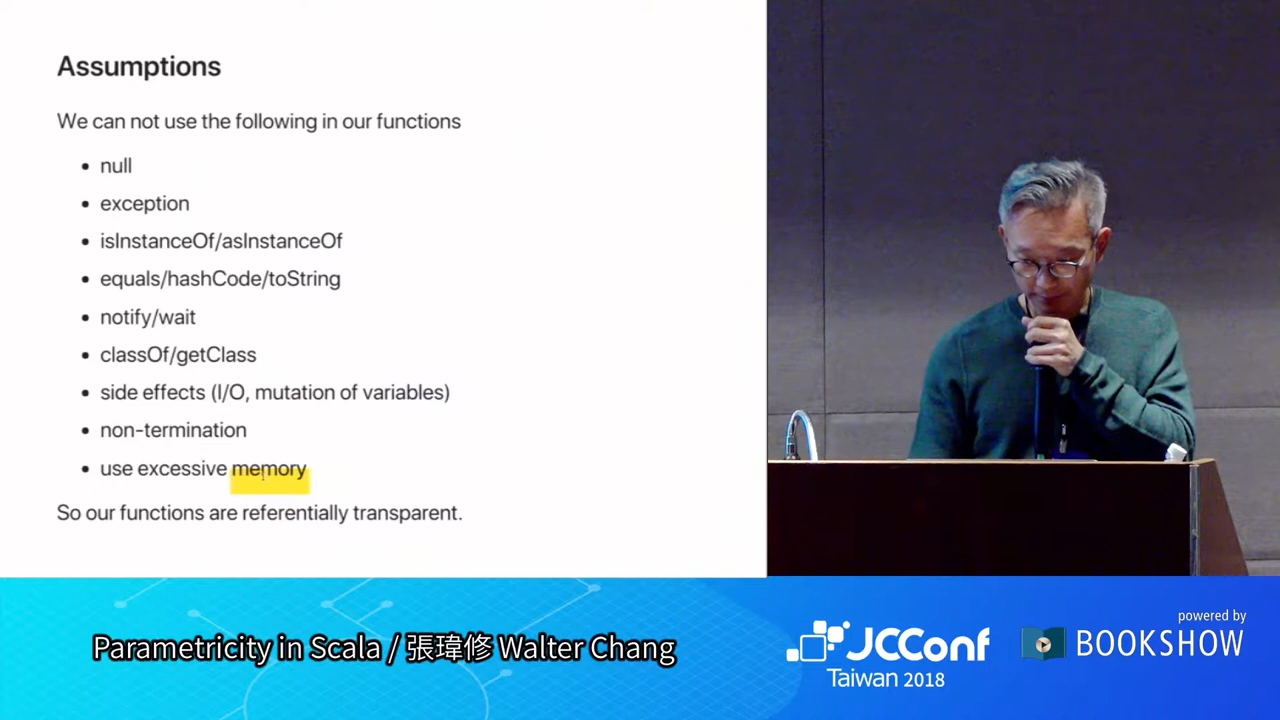 Assumptions
We can not use the following in our functions
• null
• exception
• isInstanceOf/asInstanceOf
• equals/hashCode/toString
• notify/wait
• classOf/getClass
• side effects (I/O, mutation of variables)
• non-termination
• use excessive memory
So our functions are referentially transparent.
Parametricity in Scala / 張瑋修 Walter Chang
JCConf
Taiwan 2018
powered by
BOOKSHOW